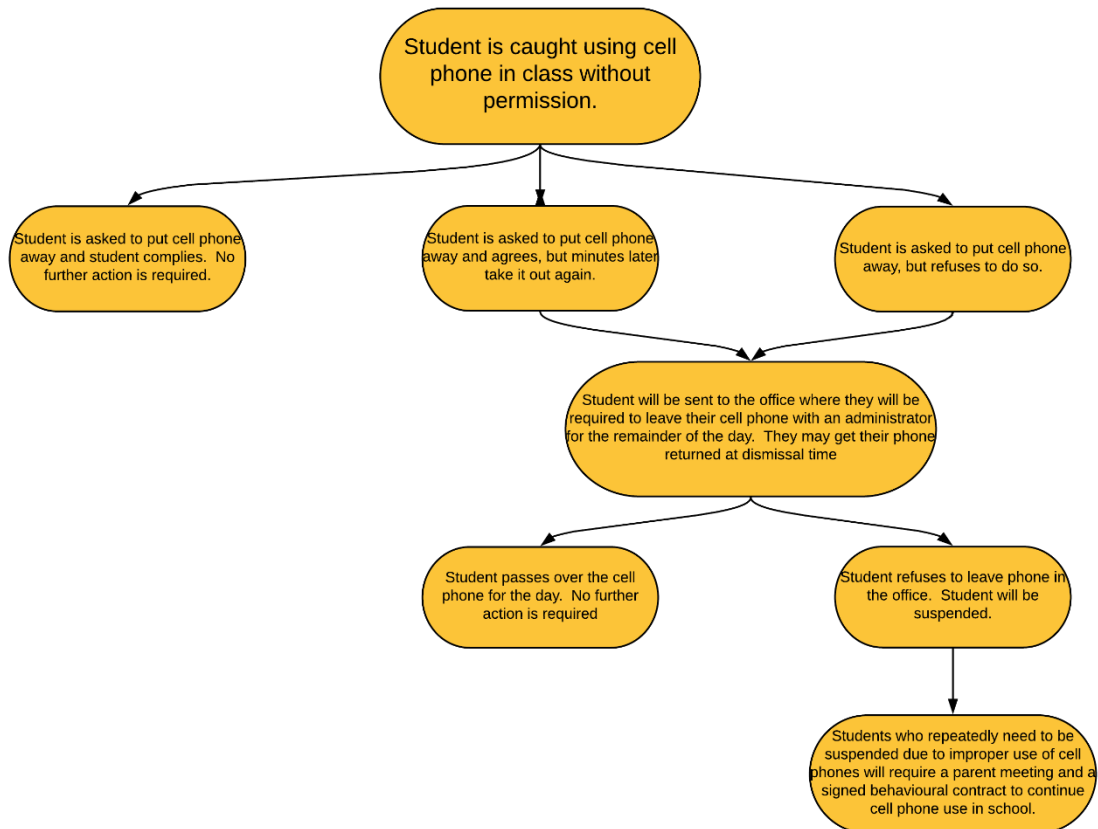 Student is caught using cell
phone in class without
permission.
Student is asked to put cell phone
away and student complies.  No
further action is required.
Student is asked to put cell phone
away and agrees, but minutes later
take it out again.
Student is asked to put cell phone
away, but refuses to do so.
Student will be sent to the office where they will be
required to leave their cell phone with an administrator
for the remainder of the day.  They may get their phone
returned at dismissal time
Student passes over the cell
phone for the day.  No further
action is required
Student refuses to leave phone in
the office.  Student will be
suspended.
Students who repeatedly need to be
suspended due to improper use of cell
phones will require a parent meeting and a
signed behavioural contract to continue
cell phone use in school.